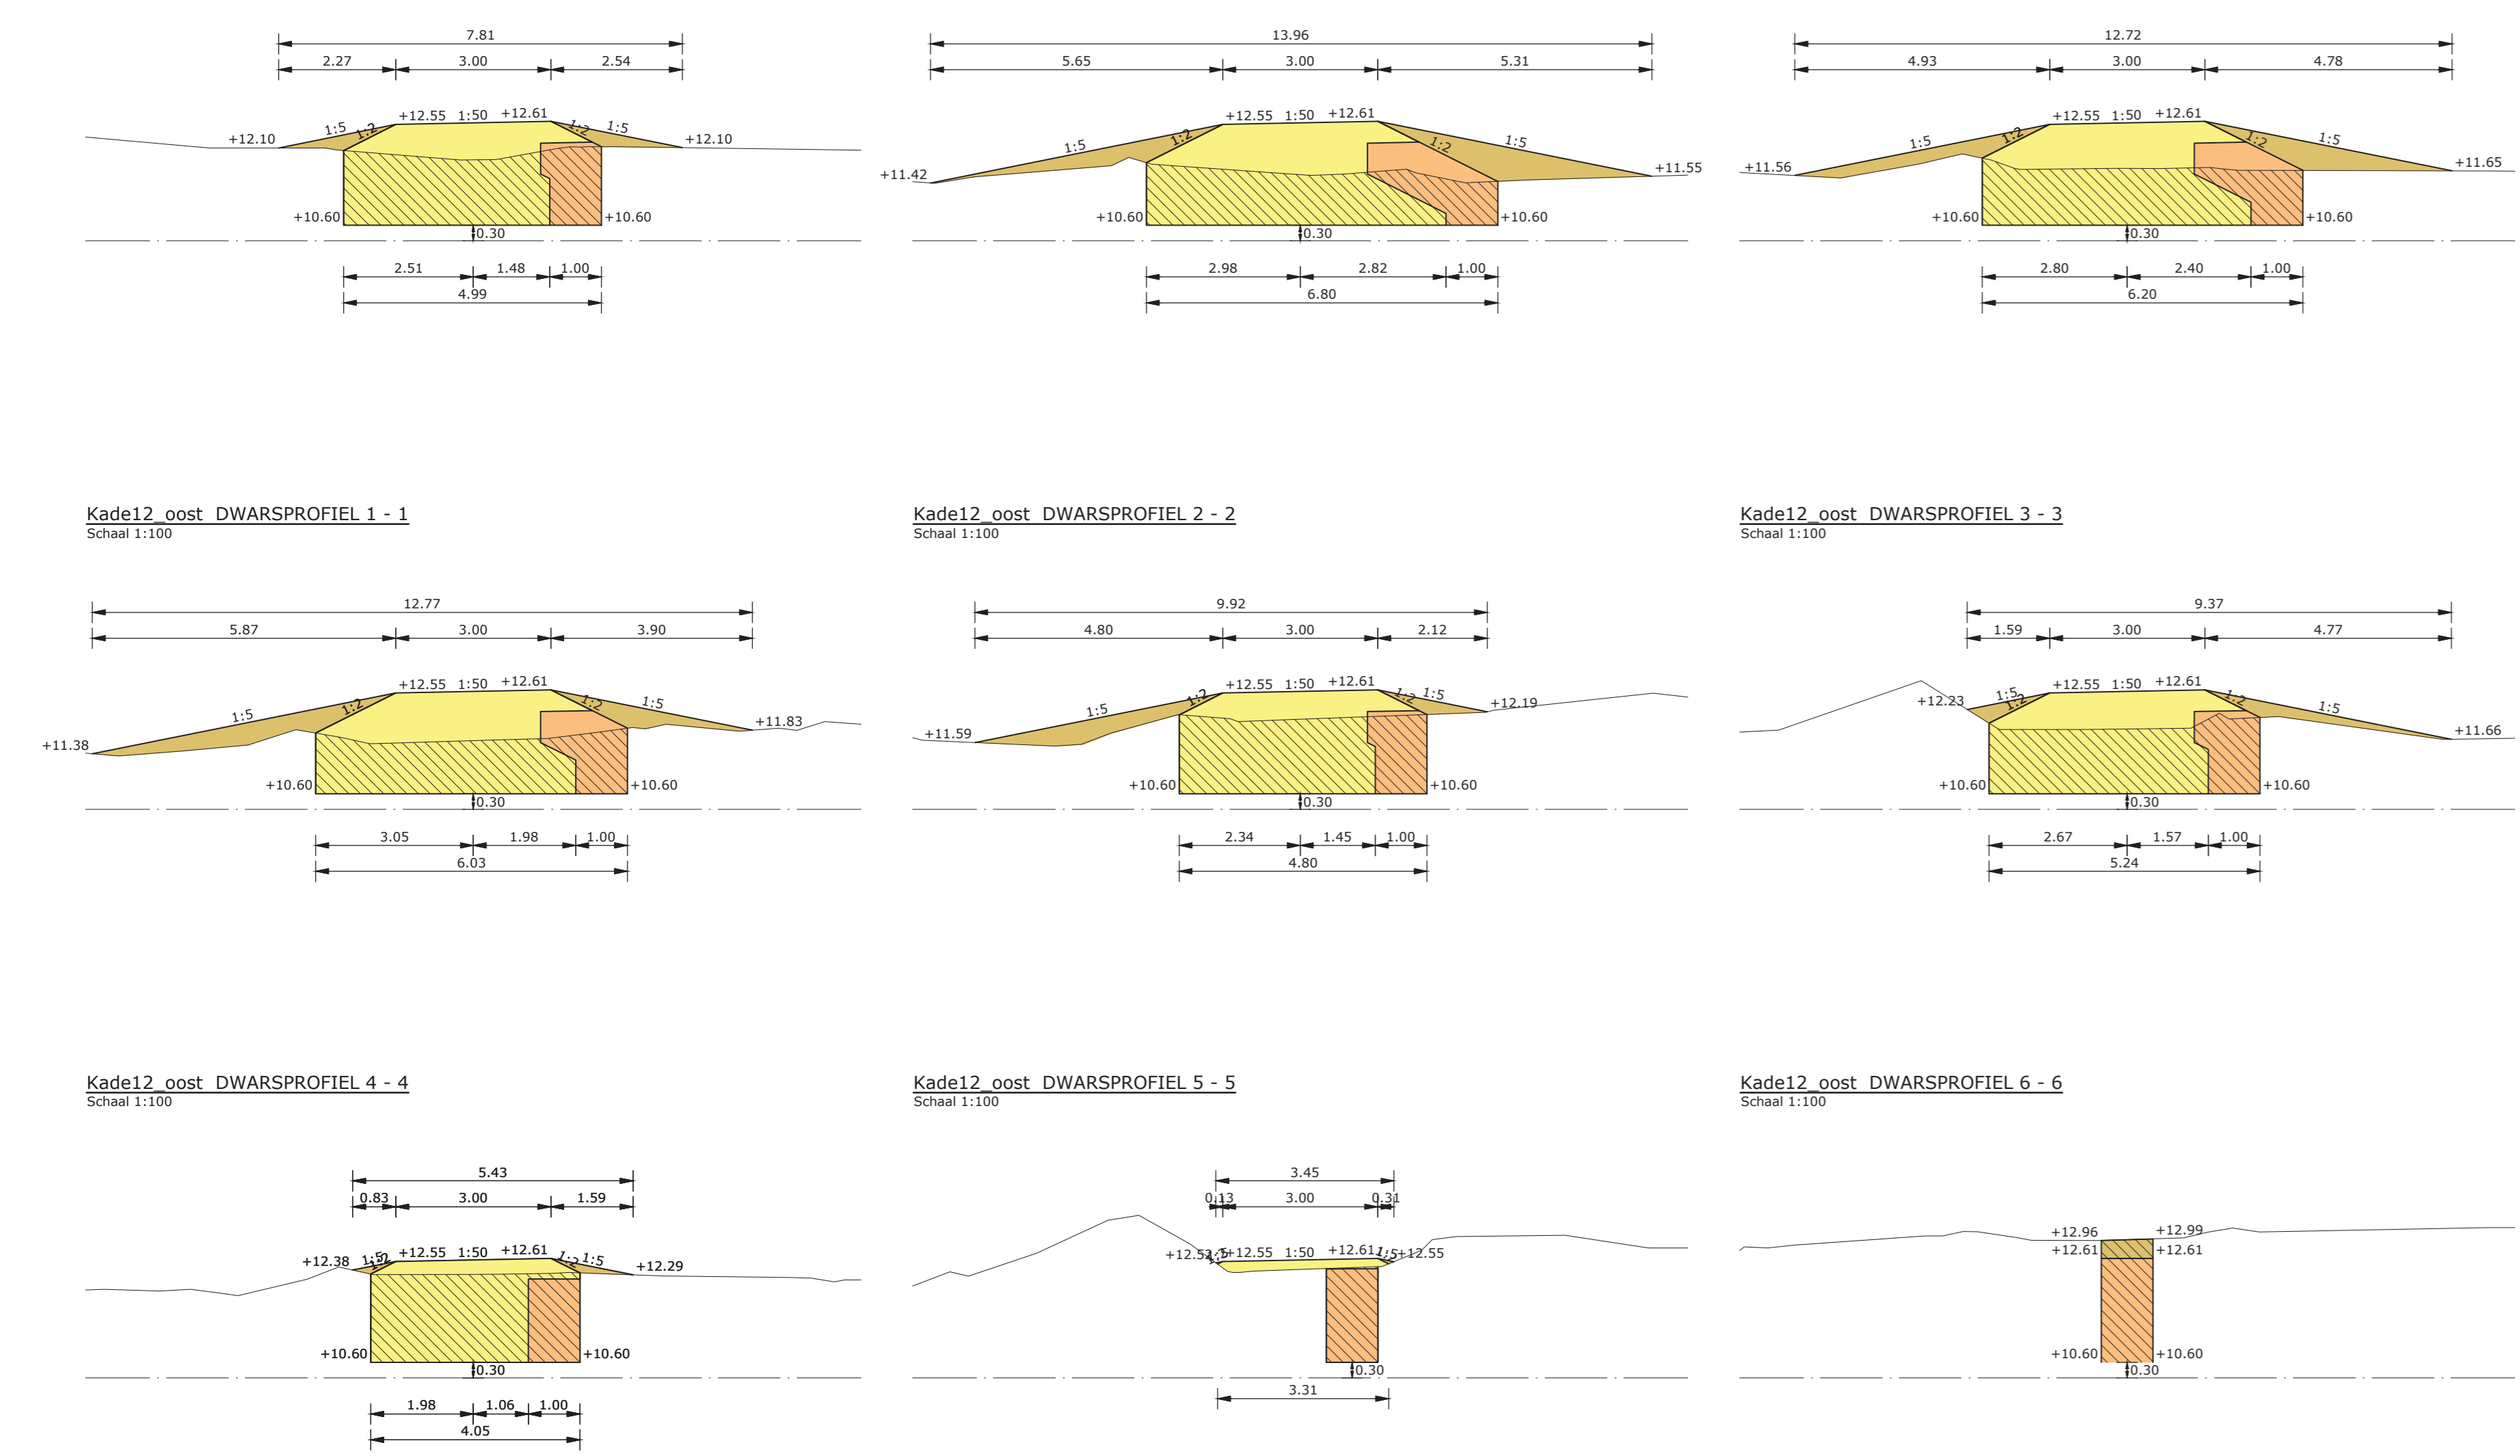 7.81 13.96 12.72
2.27 3.00 2.54 5.65 3.00 5.31 4.93 3.00 4.78
+12.10 1:5 1:2 +12.55 1:50 +12.61 1:2 1:5 +12.10
+11.42 1:5 1:2 +12.55 1:50 +12.61 1:2 1:5 +11.55
+11.56 1:5 1:2 +12.55 1:50 +12.61 1:2 1:5 +11.65
+10.60 +10.60 +10.60 +10.60 +10.60 +10.60
0.30 0.30 0.30
2.51 1.48 1.00 2.98 2.82 1.00 2.80 2.40 1.00
4.99 6.80 6.20
Kade12_oost DWARSPROFIEL 1 - 1 Kade12_oost DWARSPROFIEL 2 - 2 Kade12_oost DWARSPROFIEL 3 - 3
Schaal 1:100 Schaal 1:100 Schaal 1:100
12.77 9.92 9.37
5.87 3.00 3.90 4.80 3.00 2.12 1.59 3.00 4.77
+11.38 1:5 1:2 +12.55 1:50 +12.61 1:2 1:5 +11.83
+11.59 1:5 1:2 +12.55 1:50 +12.61 1:2 1:5 +12.19
+12.23 1:5 1:2 +12.55 1:50 +12.61 1:2 1:5 +11.66
+10.60 +10.60 +10.60 +10.60 +10.60 +10.60
0.30 0.30 0.30
3.05 1.98 1.00 2.34 1.45 1.00 2.67 1.57 1.00
6.03 4.80 5.24
Kade12_oost DWARSPROFIEL 4 - 4 Kade12_oost DWARSPROFIEL 5 - 5 Kade12_oost DWARSPROFIEL 6 - 6
Schaal 1:100 Schaal 1:100 Schaal 1:100
5.43 3.45
0.83 3.00 1.59 0.13 3.00 0.31
+12.38 1:5 1:2 +12.55 1:50 +12.61 1:2 1:5 +12.29
+12.55 1:50 +12.61 1:5 +12.55
+12.96 +12.99
+12.61 +12.61
+10.60 +10.60 +10.60 +10.60
0.30 0.30 0.30
1.98 1.06 1.00 3.31
4.05